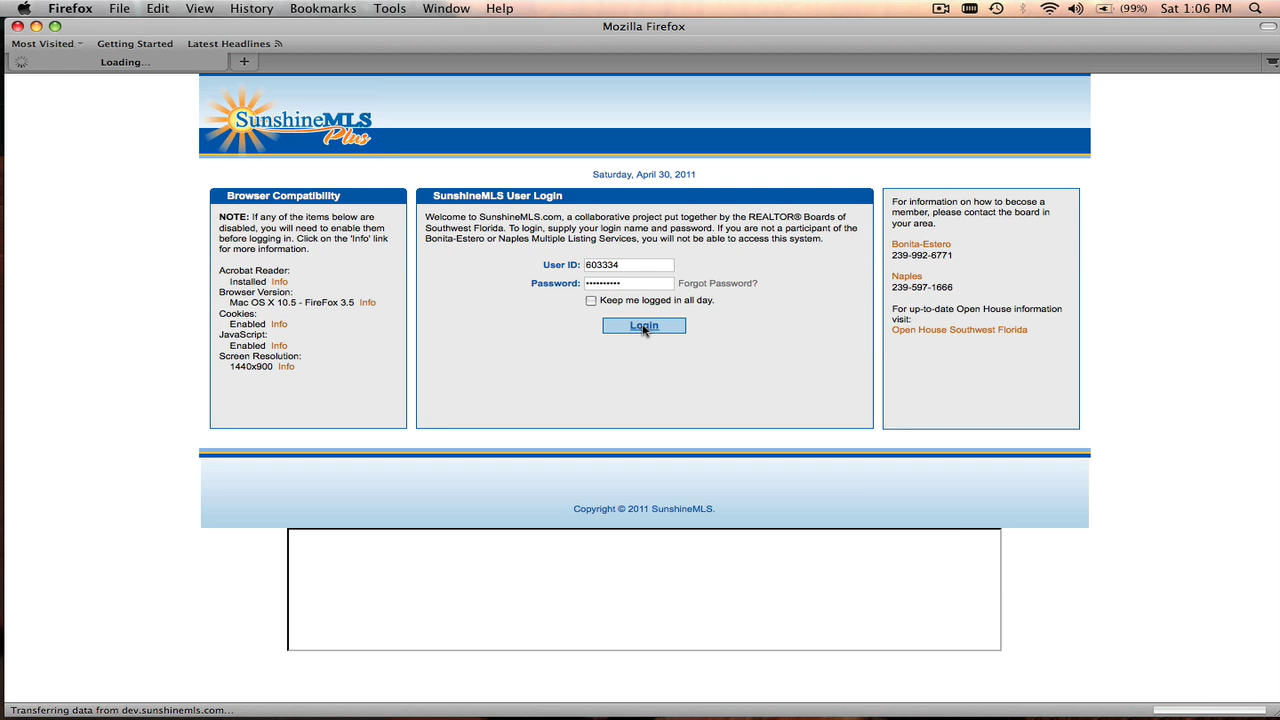 Firefox File Edit View History Bookmarks Tools Window Help (99%) Sat 1:06 PM
Mozilla Firefox
Most Visited Getting Started Latest Headlines
Loading... +
SunshineMLS
Plus
Saturday, April 30, 2011
Browser Compatibility
NOTE: If any of the items below are
disabled, you will need to enable them
before logging in. Click on the 'Info' link
for more information.
Acrobat Reader:
Installed Info
Browser Version:
Mac OS X 10.5 - FireFox 3.5 Info
Cookies:
Enabled Info
JavaScript:
Enabled Info
Screen Resolution:
1440x900 Info
SunshineMLS User Login
Welcome to SunshineMLS.com, a collaborative project put together by the REALTOR® Boards of
Southwest Florida. To login, supply your login name and password. If you are not a participant of the
Bonita-Estero or Naples Multiple Listing Services, you will not be able to access this system.
User ID: 603334
Password: •••••••••• Forgot Password?
Keep me logged in all day.
Login
For information on how to become a
member, please contact the board in
your area.
Bonita-Estero
239-992-6771
Naples
239-597-1666
For up-to-date Open House information
visit:
Open House Southwest Florida
Copyright © 2011 SunshineMLS.
Transferring data from dev.sunshinemls.com...